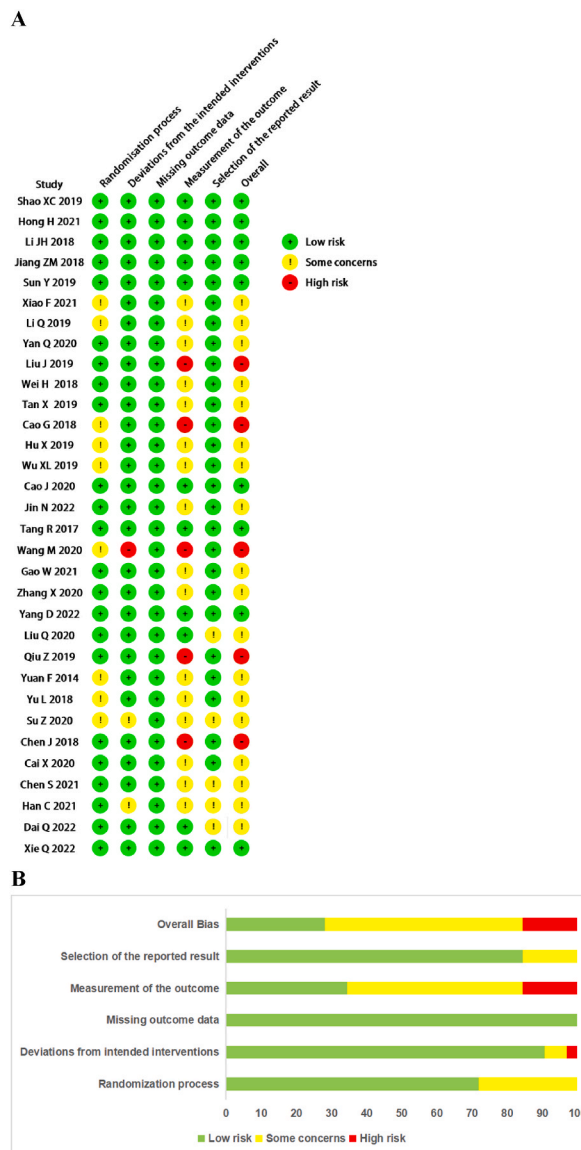 A
Randomisation process
Deviations from the intended interventions
Missing outcome data
Measurement of the outcome
Selection of the reported result
Overall
Study
Shao XC 2019 + + + + + +
Hong H 2021 + + + + + +
Li JH 2018 + + + + + +
Jiang ZM 2018 + + + + + +
Sun Y 2019 + + + + + +
Xiao F 2021 ! + + ! + !
Li Q 2019 ! + + ! + !
Yan Q 2020 + + + ! + !
Liu J 2019 + + + - + -
Wei H 2018 + + + ! + !
Tan X 2019 + + + ! + !
Cao G 2018 ! + + - + -
Hu X 2019 ! + + ! + !
Wu XL 2019 ! + + ! + !
Cao J 2020 + + + + + +
Jin N 2022 + + + ! + !
Tang R 2017 + + + + + +
Wang M 2020 ! - + - + -
Gao W 2021 + + + ! + !
Zhang X 2020 + + + ! + !
Yang D 2022 + + + + + +
Liu Q 2020 + + + + ! !
Qiu Z 2019 + + + - + -
Yuan F 2014 ! + + ! + !
Yu L 2018 ! + + ! + !
Su Z 2020 ! ! + ! ! !
Chen J 2018 + + + - + -
Cai X 2020 + + + ! + !
Chen S 2021 + + + ! ! !
Han C 2021 + ! + ! ! !
Dai Q 2022 + + + + ! !
Xie Q 2022 + + + + + +
+ Low risk
! Some concerns
- High risk
B
Overall Bias
Selection of the reported result
Measurement of the outcome
Missing outcome data
Deviations from intended interventions
Randomization process
0 10 20 30 40 50 60 70 80 90 10
Low risk Some concerns High risk